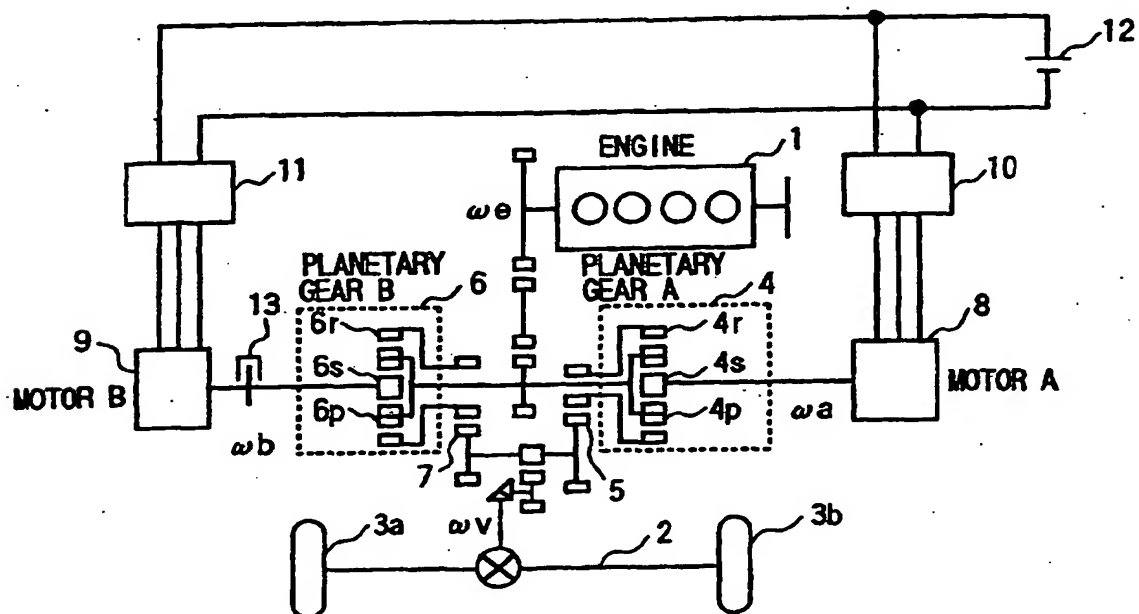 12
11
ENGINE
1
10
ωe
PLANETARY
GEAR B
6
PLANETARY
GEAR A
4
13
9
6r
4r
8
6s
4s
MOTOR B
MOTOR A
6p
4p
ωb
ωa
7
5
ωv
3a
2
3b